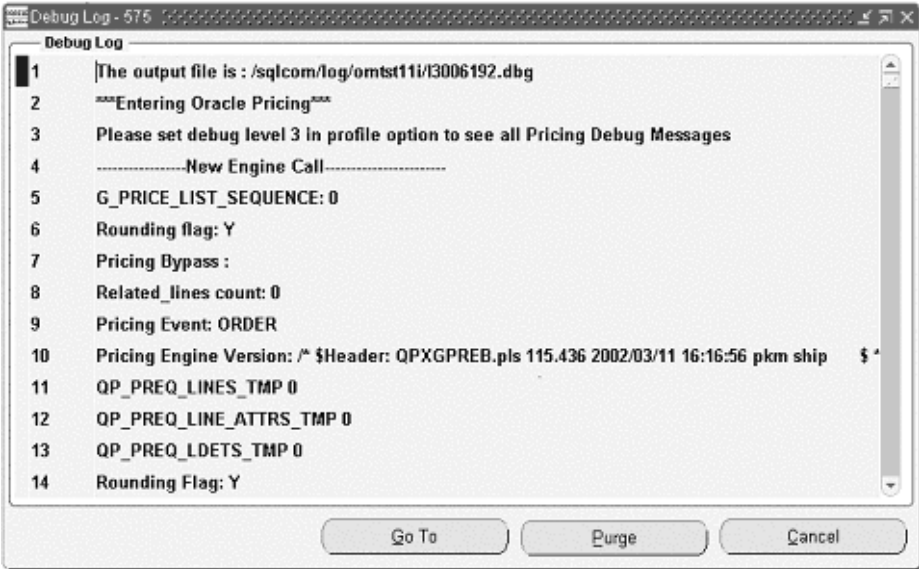 Debug Log - 575
Debug Log
1 The output file is : /sqlcom/log/omtst11i/l3006192.dbg
2 ***Entering Oracle Pricing***
3 Please set debug level 3 in profile option to see all Pricing Debug Messages
4 ----------------New Engine Call-----------------------
5 G_PRICE_LIST_SEQUENCE: 0
6 Rounding flag: Y
7 Pricing Bypass :
8 Related_lines count: 0
9 Pricing Event: ORDER
10 Pricing Engine Version: /* $Header: QPXGPREB.pls 115.436 2002/03/11 16:16:56 pkm ship $ *
11 QP_PREQ_LINES_TMP 0
12 QP_PREQ_LINE_ATTRS_TMP 0
13 QP_PREQ_LDETS_TMP 0
14 Rounding Flag: Y
Go To Purge Cancel